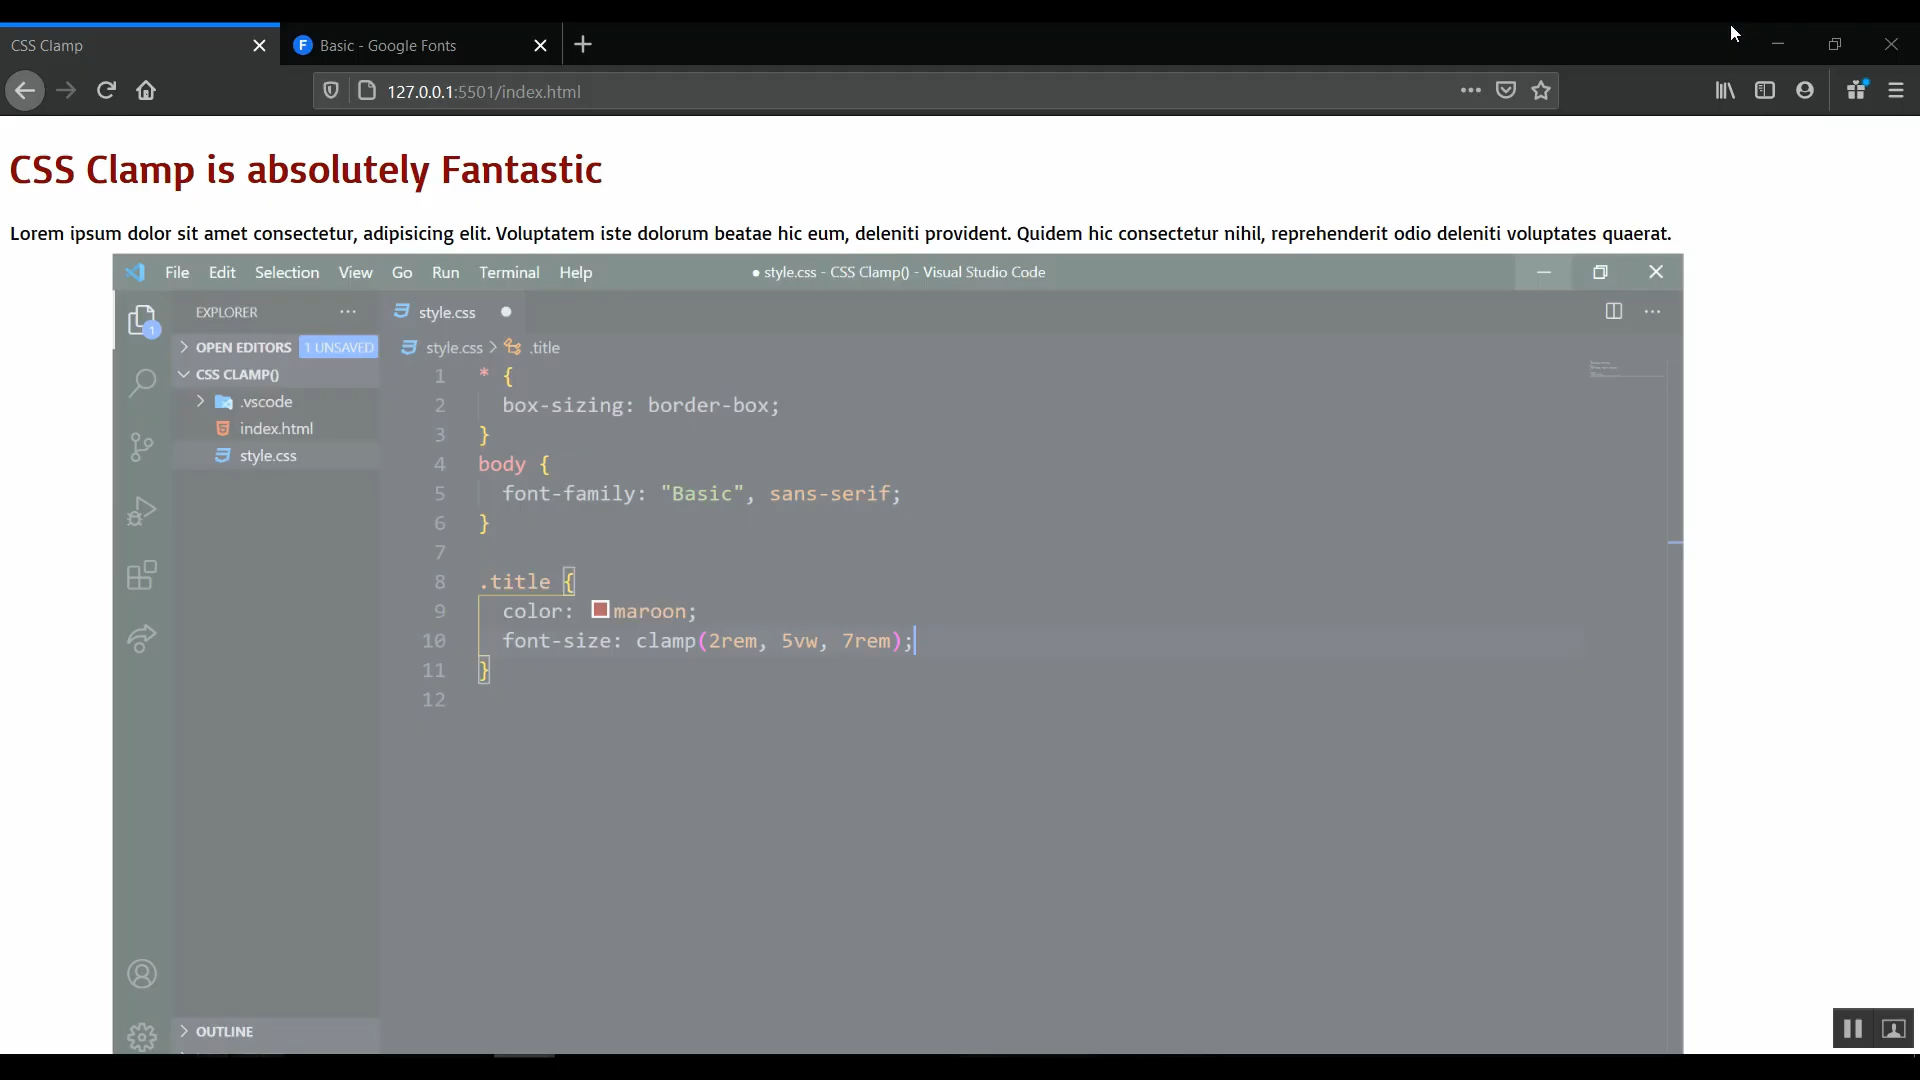 CSS Clamp
Basic - Google Fonts
127.0.0.1:5501/index.html
CSS Clamp is absolutely Fantastic
Lorem ipsum dolor sit amet consectetur, adipisicing elit. Voluptatem iste dolorum beatae hic eum, deleniti provident. Quidem hic consectetur nihil, reprehenderit odio deleniti voluptates quaerat.
File Edit Selection View Go Run Terminal Help
● style.css - CSS Clamp() - Visual Studio Code
EXPLORER
style.css
OPEN EDITORS 1 UNSAVED
style.css > .title
CSS CLAMP()
.vscode
index.html
style.css
1
1 * {
2 box-sizing: border-box;
3 }
4 body {
5 font-family: "Basic", sans-serif;
6 }
7
8 .title {
9 color: maroon;
10 font-size: clamp(2rem, 5vw, 7rem);
11 }
12
OUTLINE